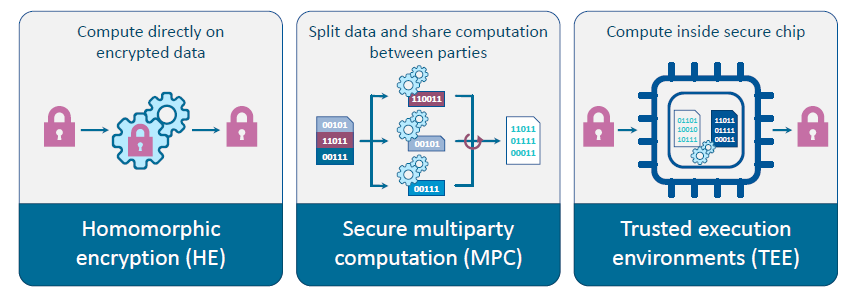 Compute directly on
encrypted data
Homomorphic
encryption (HE)
Split data and share computation
between parties
00101
11011
00111
110011
00101
00111
11011
01111
00011
Secure multiparty
computation (MPC)
Compute inside secure chip
01101
10010
10111
11011
01111
00011
Trusted execution
environments (TEE)